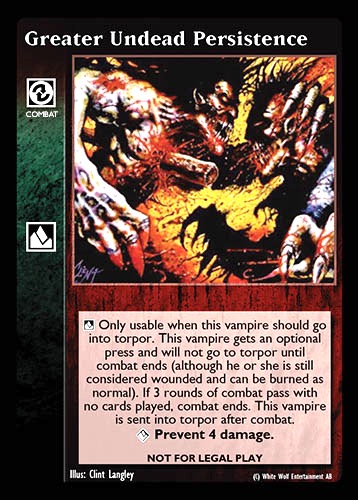 Greater Undead Persistence
COMBAT
Only usable when this vampire should go
into torpor. This vampire gets an optional
press and will not go to torpor until
combat ends (although he or she is still
considered wounded and can be burned as
normal). If 3 rounds of combat pass with
no cards played, combat ends. This vampire
is sent into torpor after combat.
Prevent 4 damage.
NOT FOR LEGAL PLAY
Illus: Clint Langley
(C) White Wolf Entertainment AB